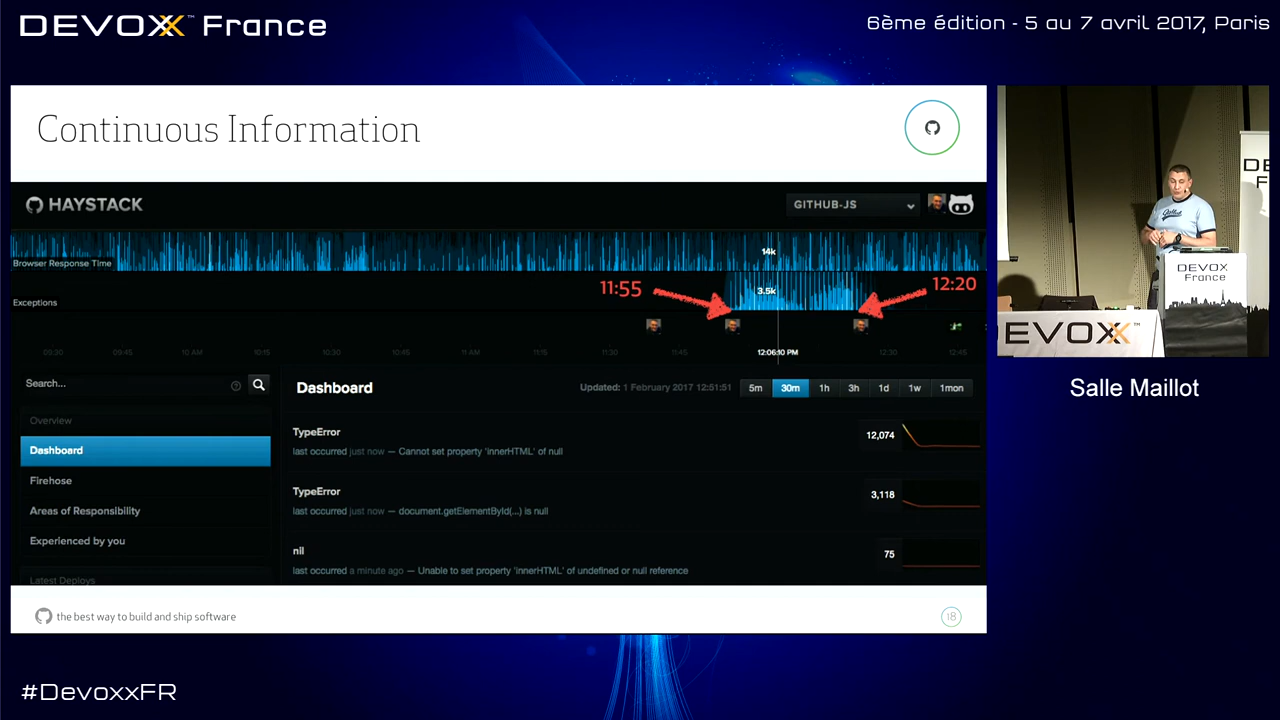 DEVOXX™ France
6ème édition - 5 au 7 avril 2017, Paris
Continuous Information
HAYSTACK
GITHUB-JS
14k
Browser Response Time
11:55
3.5k
12:20
Exceptions
09:30 09:45 10 AM 10:15 10:30 10:45 11 AM 11:15 11:30 11:45 12:06:10 PM 12:30 12:45
Search...
Dashboard
Updated: 1 February 2017 12:51:51
5m 30m 1h 3h 1d 1w 1mon
Overview
Dashboard
Firehose
Areas of Responsibility
Experienced by you
Latest Deploys
TypeError
last occurred just now — Cannot set property 'innerHTML' of null
12,074
TypeError
last occurred just now — document.getElementById(...) is null
3,118
nil
last occurred a minute ago — Unable to set property 'innerHTML' of undefined or null reference
75
the best way to build and ship software
18
DEVOX
France
EVOXX™
DE
F
Salle Maillot
#DevoxxFR